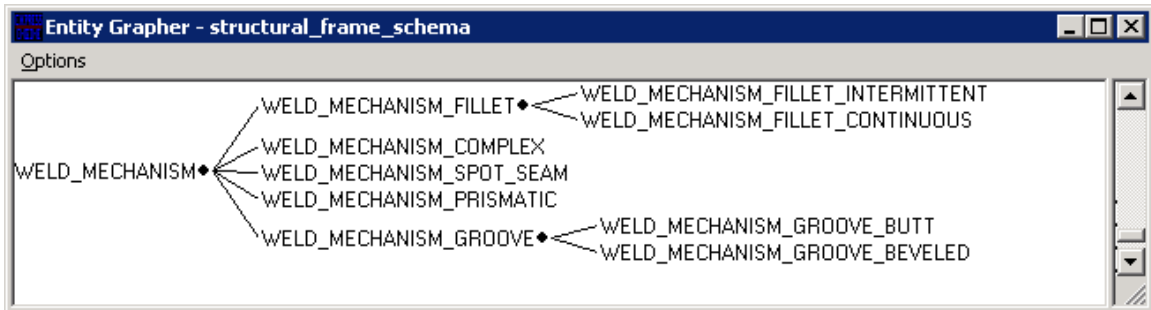 Entity Grapher - structural_frame_schema
Options
WELD_MECHANISM_FILLET_INTERMITTENT
WELD_MECHANISM_FILLET
WELD_MECHANISM_FILLET_CONTINUOUS
WELD_MECHANISM_COMPLEX
WELD_MECHANISM
WELD_MECHANISM_SPOT_SEAM
WELD_MECHANISM_PRISMATIC
WELD_MECHANISM_GROOVE_BUTT
WELD_MECHANISM_GROOVE
WELD_MECHANISM_GROOVE_BEVELED